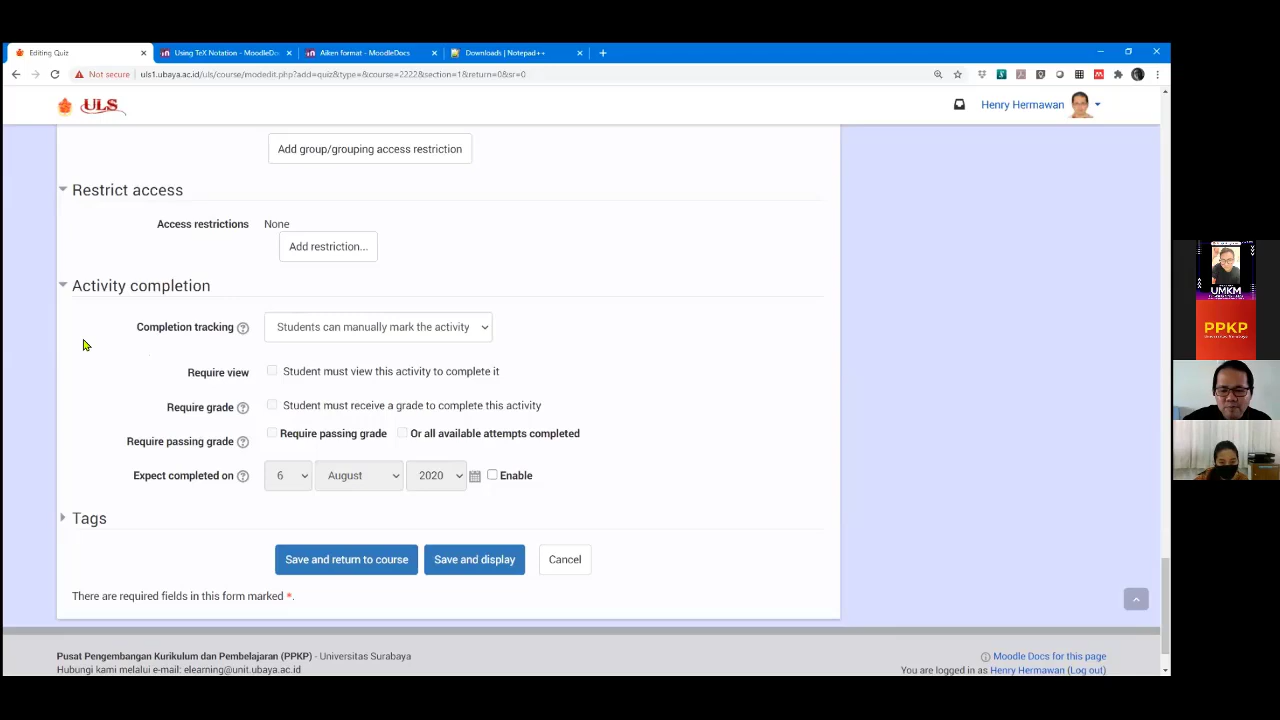 Editing Quiz
Using TeX Notation - MoodleDo
Aiken format - MoodleDocs
Downloads | Notepad++
Not secure
uls1.ubaya.ac.id/uls/course/modedit.php?add=quiz&type=&course=2222&section=1&return=0&sr=0
ULS
Henry Hermawan
Add group/grouping access restriction
Restrict access
Access restrictions None
Add restriction...
Activity completion
Completion tracking Students can manually mark the activity
Require view Student must view this activity to complete it
Require grade Student must receive a grade to complete this activity
Require passing grade Require passing grade Or all available attempts completed
Expect completed on 6 August 2020 Enable
Tags
Save and return to course Save and display Cancel
There are required fields in this form marked *.
Pusat Pengembangan Kurikulum dan Pembelajaran (PPKP) - Universitas Surabaya
Hubungi kami melalui e-mail: elearning@unit.ubaya.ac.id
Moodle Docs for this page
You are logged in as Henry Hermawan (Log out)
UMKM
PPKP
Universitas Surabaya